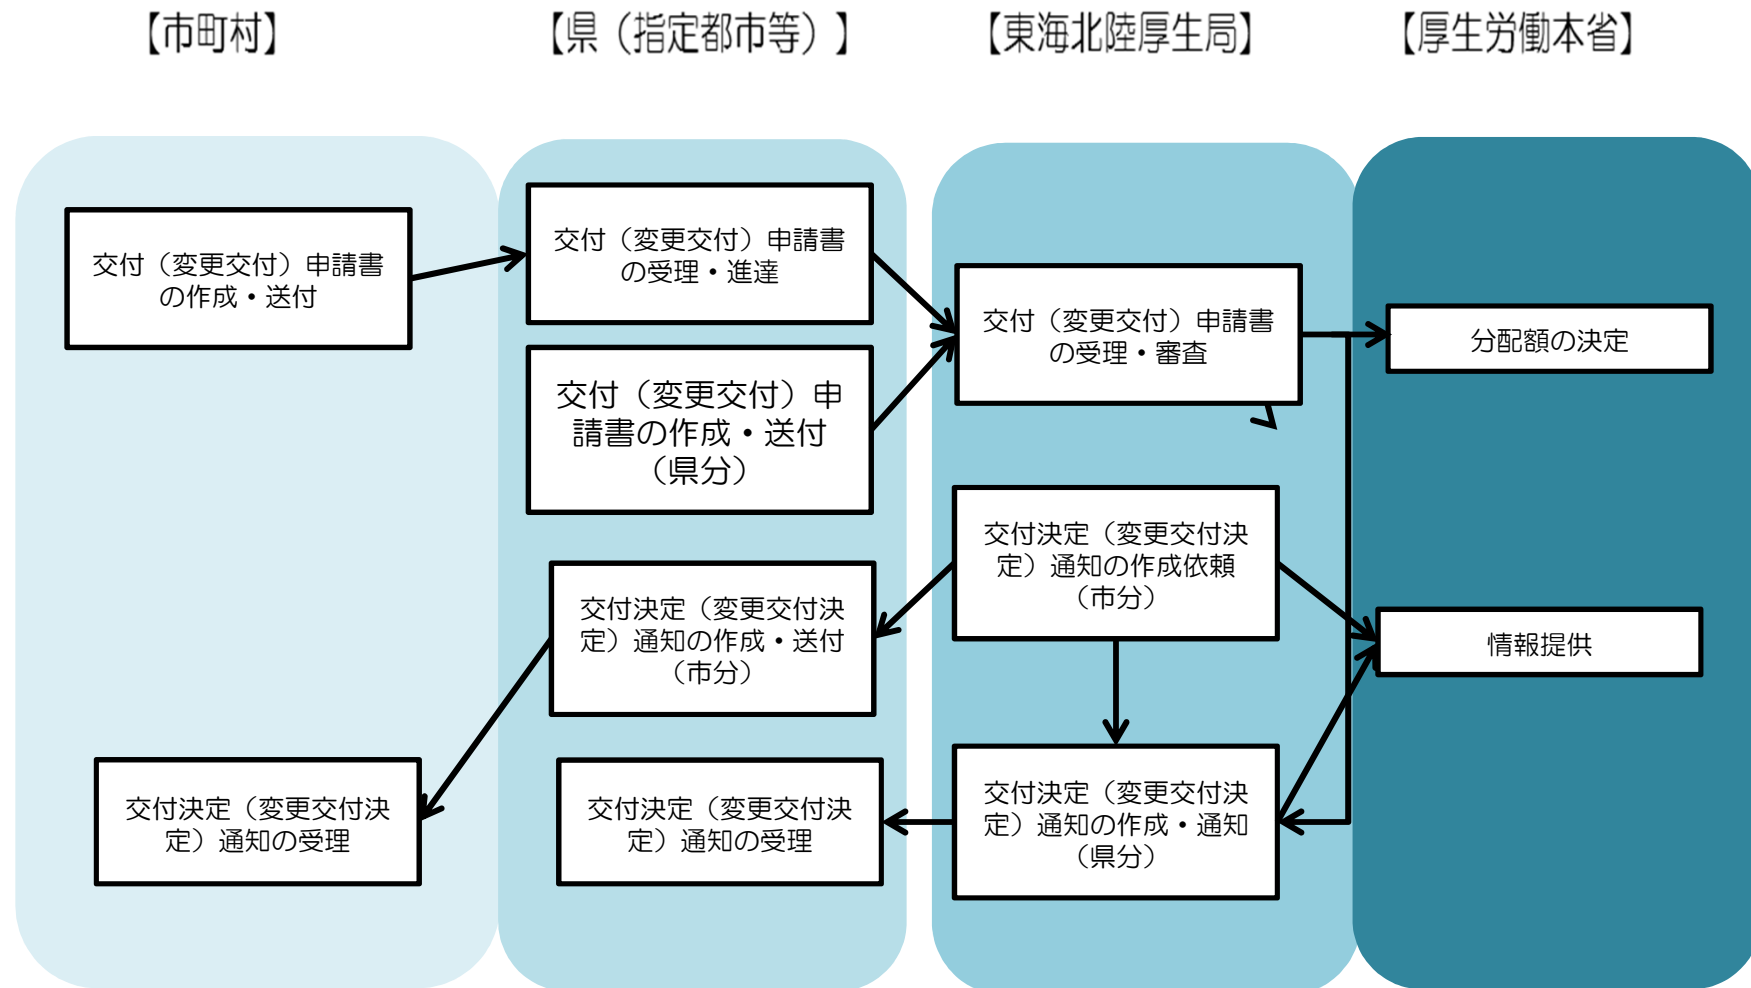 【市町村】
【県（指定都市等）】
【東海北陸厚生局】
【厚生労働本省】
交付（変更交付）申請書
の作成・送付
交付（変更交付）申請書
の受理・進達
交付（変更交付）申
請書の作成・送付
（県分）
交付（変更交付）申請書
の受理・審査
分配額の決定
交付決定（変更交付決
定）通知の作成依頼
（市分）
交付決定（変更交付決
定）通知の作成・送付
（市分）
情報提供
交付決定（変更交付決
定）通知の受理
交付決定（変更交付決
定）通知の受理
交付決定（変更交付決
定）通知の作成・通知
（県分）